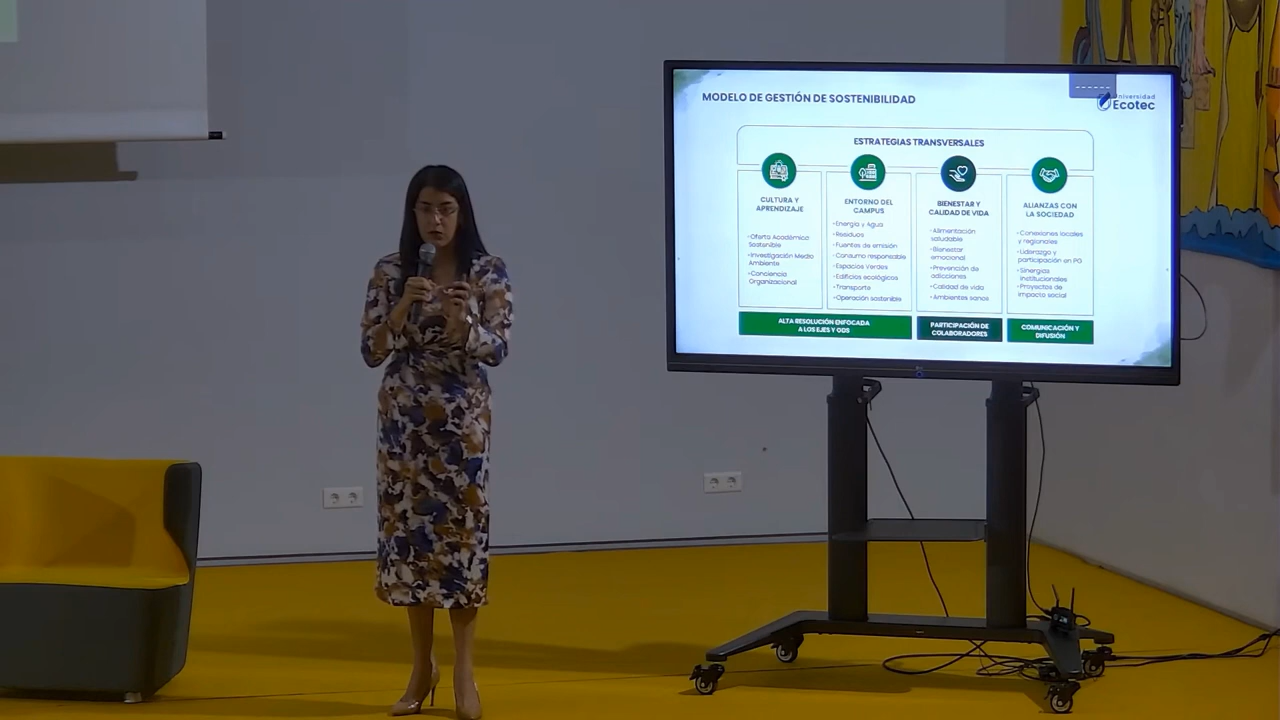 MODELO DE GESTIÓN DE SOSTENIBILIDAD
Universidad
Ecotec
ESTRATEGIAS TRANSVERSALES
CULTURA Y
APRENDIZAJE
• Oferta Académica
Sostenible
• Investigación Medio
Ambiente
• Conciencia
Organizacional
ENTORNO DEL
CAMPUS
• Energía y Agua
• Residuos
• Fuentes de emisión
• Consumo responsable
• Espacios Verdes
• Edificios ecológicos
• Transporte
• Operación sostenible
BIENESTAR Y
CALIDAD DE VIDA
• Alimentación
saludable
• Bienestar
emocional
• Prevención de
adicciones
• Calidad de vida
• Ambientes sanos
ALIANZAS CON
LA SOCIEDAD
• Conexiones locales
y regionales
• Liderazgo y
participación en PG
• Sinergias
institucionales
• Proyectos de
impacto social
ALTA RESOLUCIÓN ENFOCADA
A LOS EJES Y ODS
PARTICIPACIÓN DE
COLABORADORES
COMUNICACIÓN Y
DIFUSIÓN